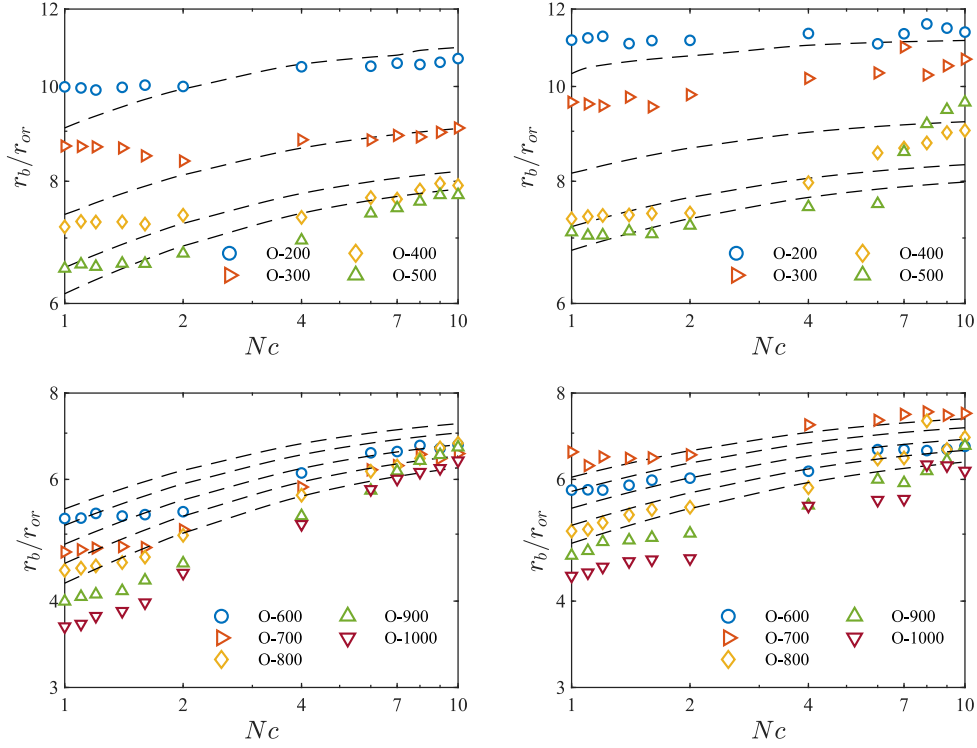 12
10
8
6
r_b/r_or
1 2 4 7 10
Nc
O-200 O-400
O-300 O-500
12
10
8
6
r_b/r_or
1 2 4 7 10
Nc
O-200 O-400
O-300 O-500
8
6
4
3
r_b/r_or
1 2 4 7 10
Nc
O-600 O-900
O-700 O-1000
O-800
8
6
4
3
r_b/r_or
1 2 4 7 10
Nc
O-600 O-900
O-700 O-1000
O-800